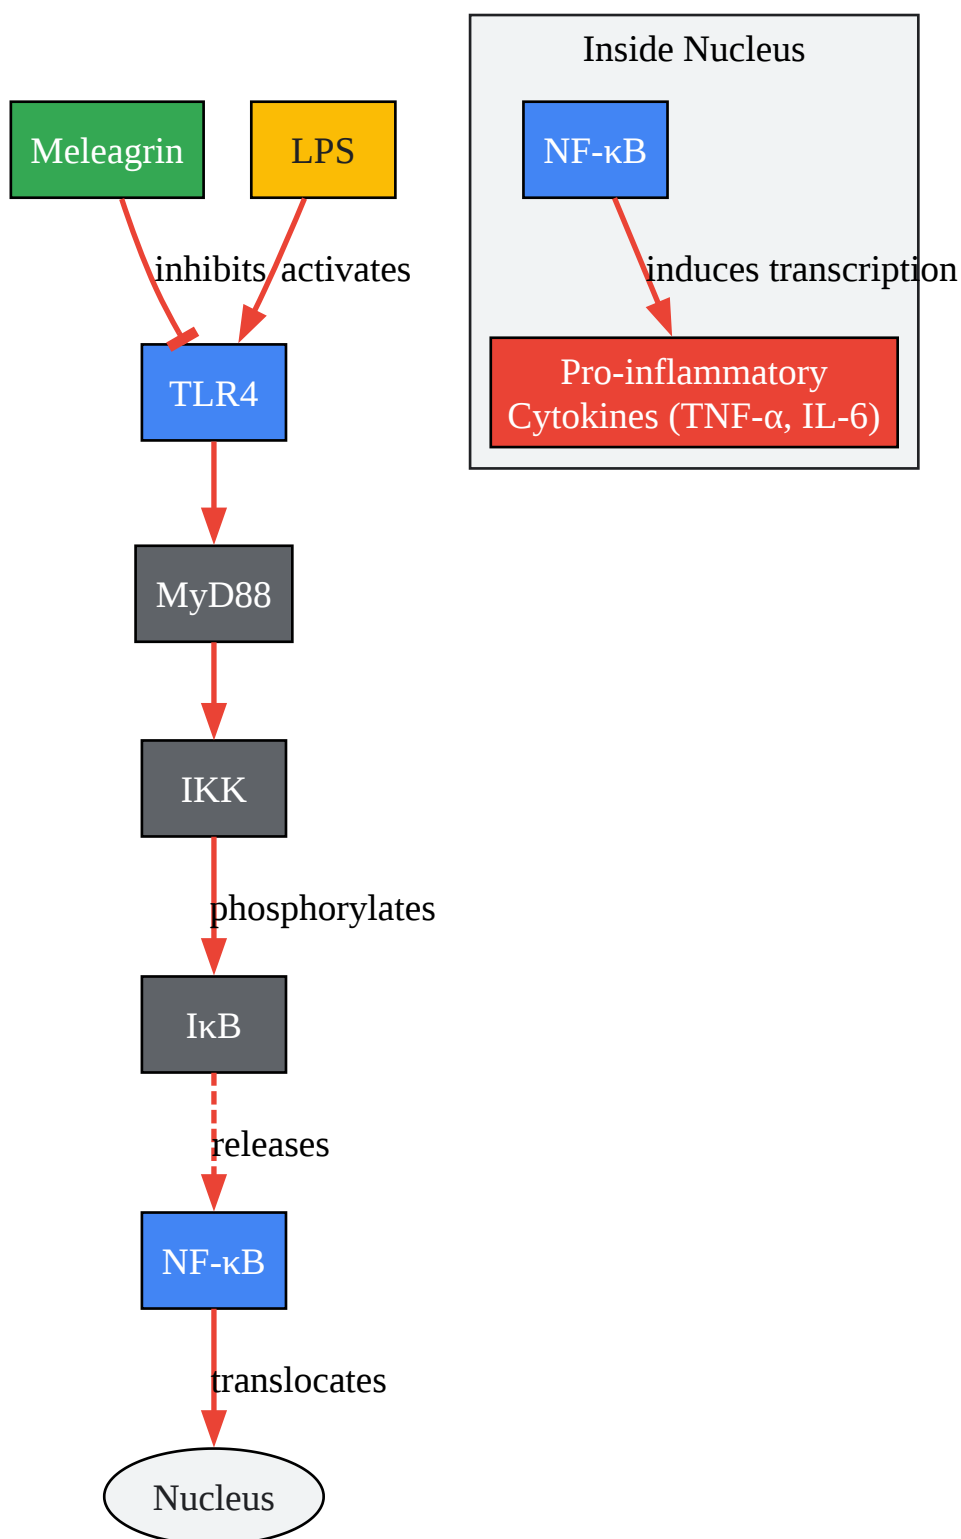 Inside Nucleus
Meleagrin
LPS
NF-κB
inhibits
activates
induces transcription
TLR4
Pro-inflammatory
Cytokines (TNF-α, IL-6)
MyD88
IKK
phosphorylates
IκB
releases
NF-κB
translocates
Nucleus